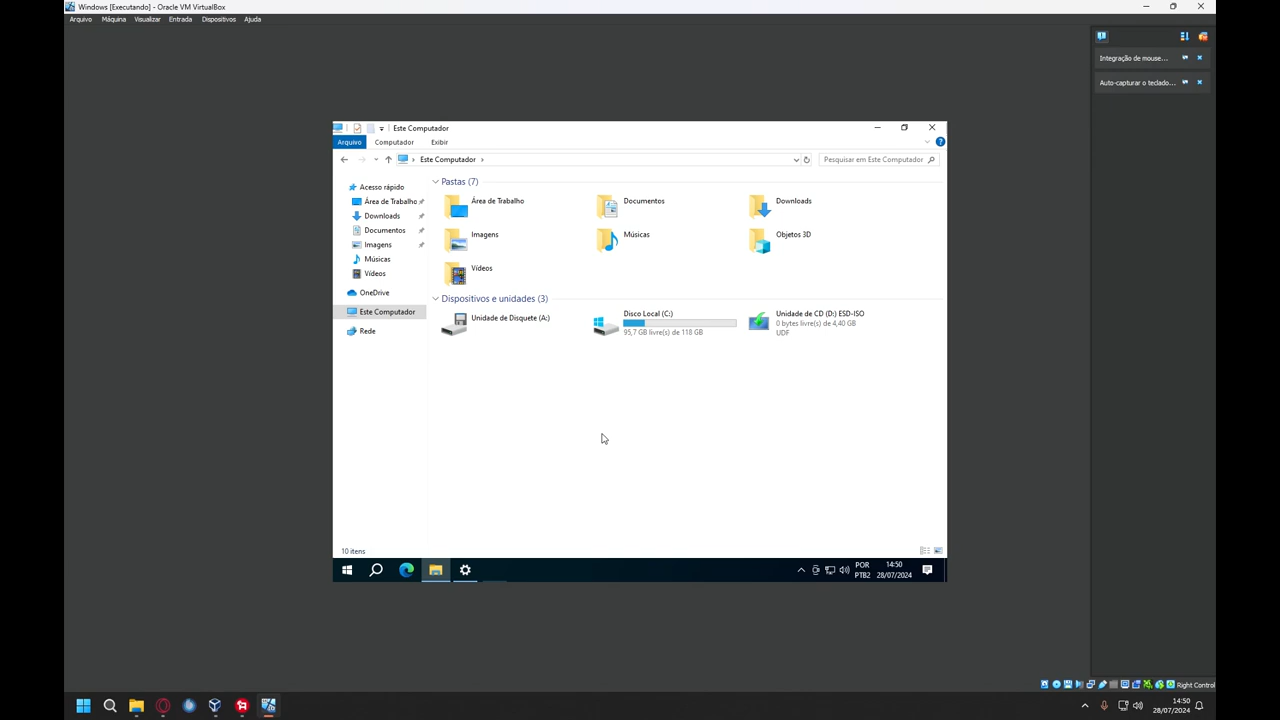 Windows [Executando] - Oracle VM VirtualBox
Arquivo Máquina Visualizar Entrada Dispositivos Ajuda
Integração de mouse...
Auto-capturar o teclado...
Este Computador
Arquivo Computador Exibir
Este Computador
Pesquisar em Este Computador
Acesso rápido
Área de Trabalho
Downloads
Documentos
Imagens
Músicas
Vídeos
OneDrive
Este Computador
Rede
Pastas (7)
Área de Trabalho
Documentos
Downloads
Imagens
Músicas
Objetos 3D
Vídeos
Dispositivos e unidades (3)
Unidade de Disquete (A:)
Disco Local (C:)
95,7 GB livre(s) de 118 GB
Unidade de CD (D:) ESD-ISO
0 bytes livre(s) de 4,40 GB
UDF
10 itens
POR
PTB2
14:50
28/07/2024
Right Control
14:50
28/07/2024